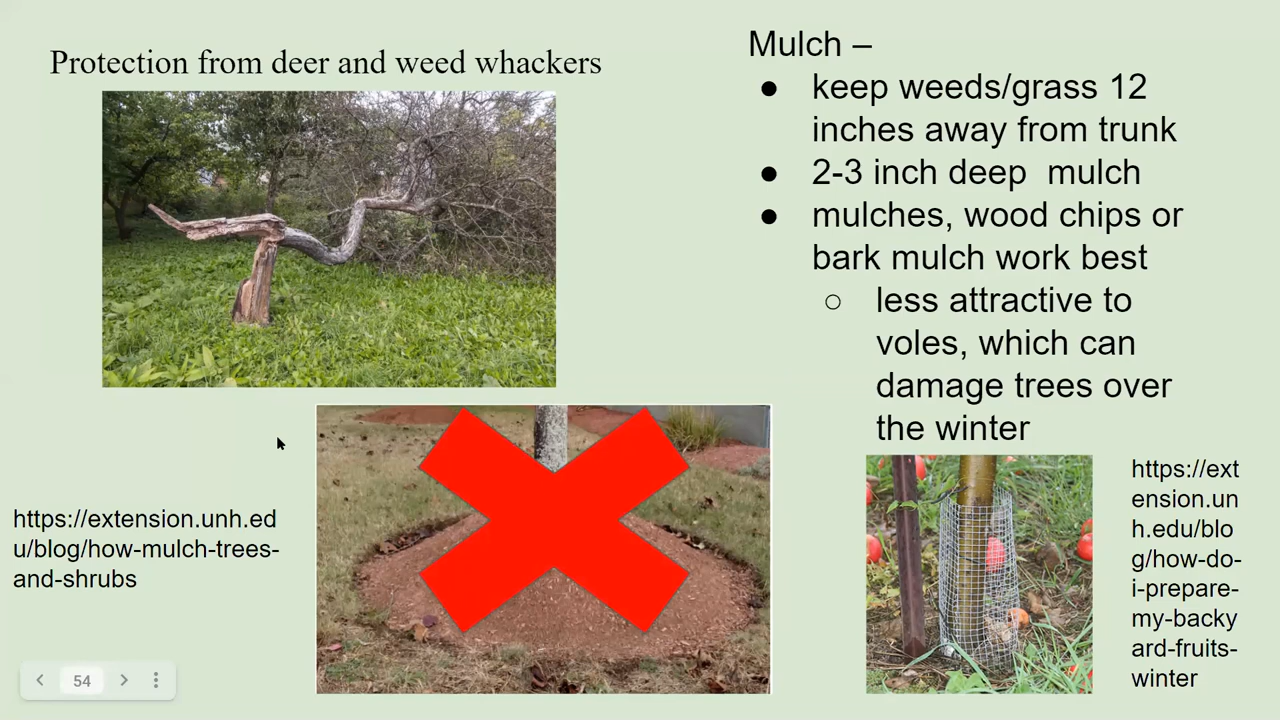 Protection from deer and weed whackers
Mulch –
● keep weeds/grass 12
inches away from trunk
● 2-3 inch deep  mulch
● mulches, wood chips or
bark mulch work best
○ less attractive to
voles, which can
damage trees over
the winter
https://extension.unh.ed
u/blog/how-mulch-trees-
and-shrubs
https://ext
ension.un
h.edu/blo
g/how-do-
i-prepare-
my-backy
ard-fruits-
winter
54